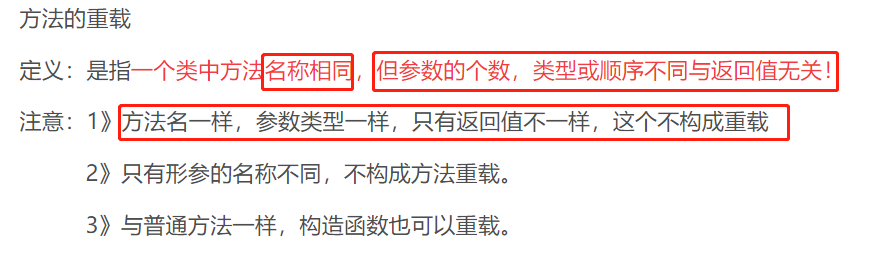 方法的重载
定义：是指一个类中方法名称相同，但参数的个数，类型或顺序不同与返回值无关！
注意：1》方法名一样，参数类型一样，只有返回值不一样，这个不构成重载
2》只有形参的名称不同，不构成方法重载。
3》与普通方法一样，构造函数也可以重载。